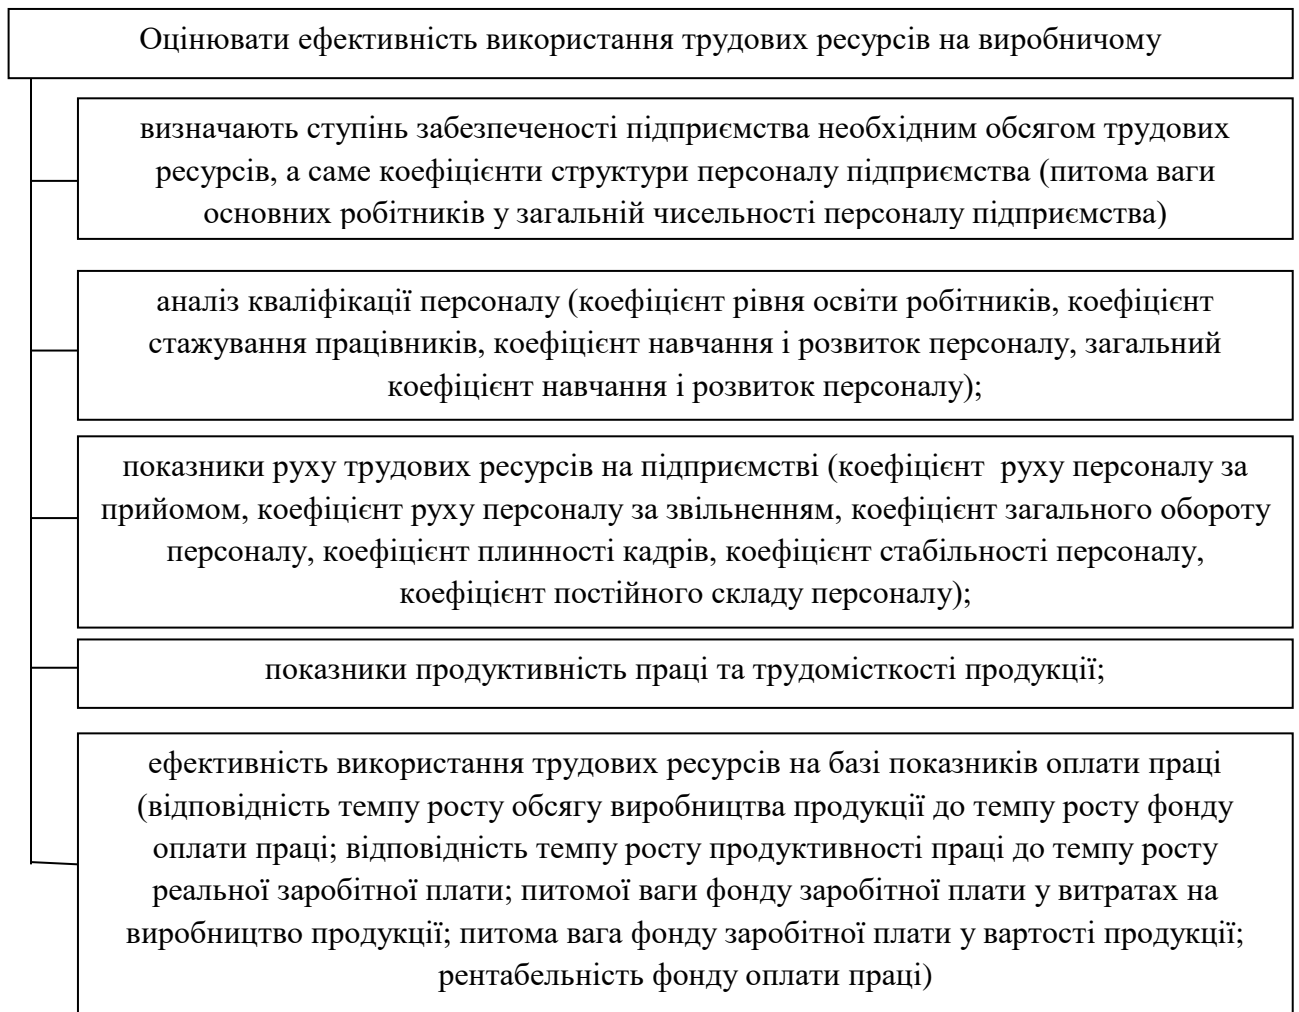 Оцінювати ефективність використання трудових ресурсів на виробничому
визначають ступінь забезпеченості підприємства необхідним обсягом трудових
ресурсів, а саме коефіцієнти структури персоналу підприємства (питома ваги
основних робітників у загальній чисельності персоналу підприємства)
аналіз кваліфікації персоналу (коефіцієнт рівня освіти робітників, коефіцієнт
стажування працівників, коефіцієнт навчання і розвиток персоналу, загальний
коефіцієнт навчання і розвиток персоналу);
показники руху трудових ресурсів на підприємстві (коефіцієнт  руху персоналу за
прийомом, коефіцієнт руху персоналу за звільненням, коефіцієнт загального обороту
персоналу, коефіцієнт плинності кадрів, коефіцієнт стабільності персоналу,
коефіцієнт постійного складу персоналу);
показники продуктивність праці та трудомісткості продукції;
ефективність використання трудових ресурсів на базі показників оплати праці
(відповідність темпу росту обсягу виробництва продукції до темпу росту фонду
оплати праці; відповідність темпу росту продуктивності праці до темпу росту
реальної заробітної плати; питомої ваги фонду заробітної плати у витратах на
виробництво продукції; питома вага фонду заробітної плати у вартості продукції;
рентабельність фонду оплати праці)